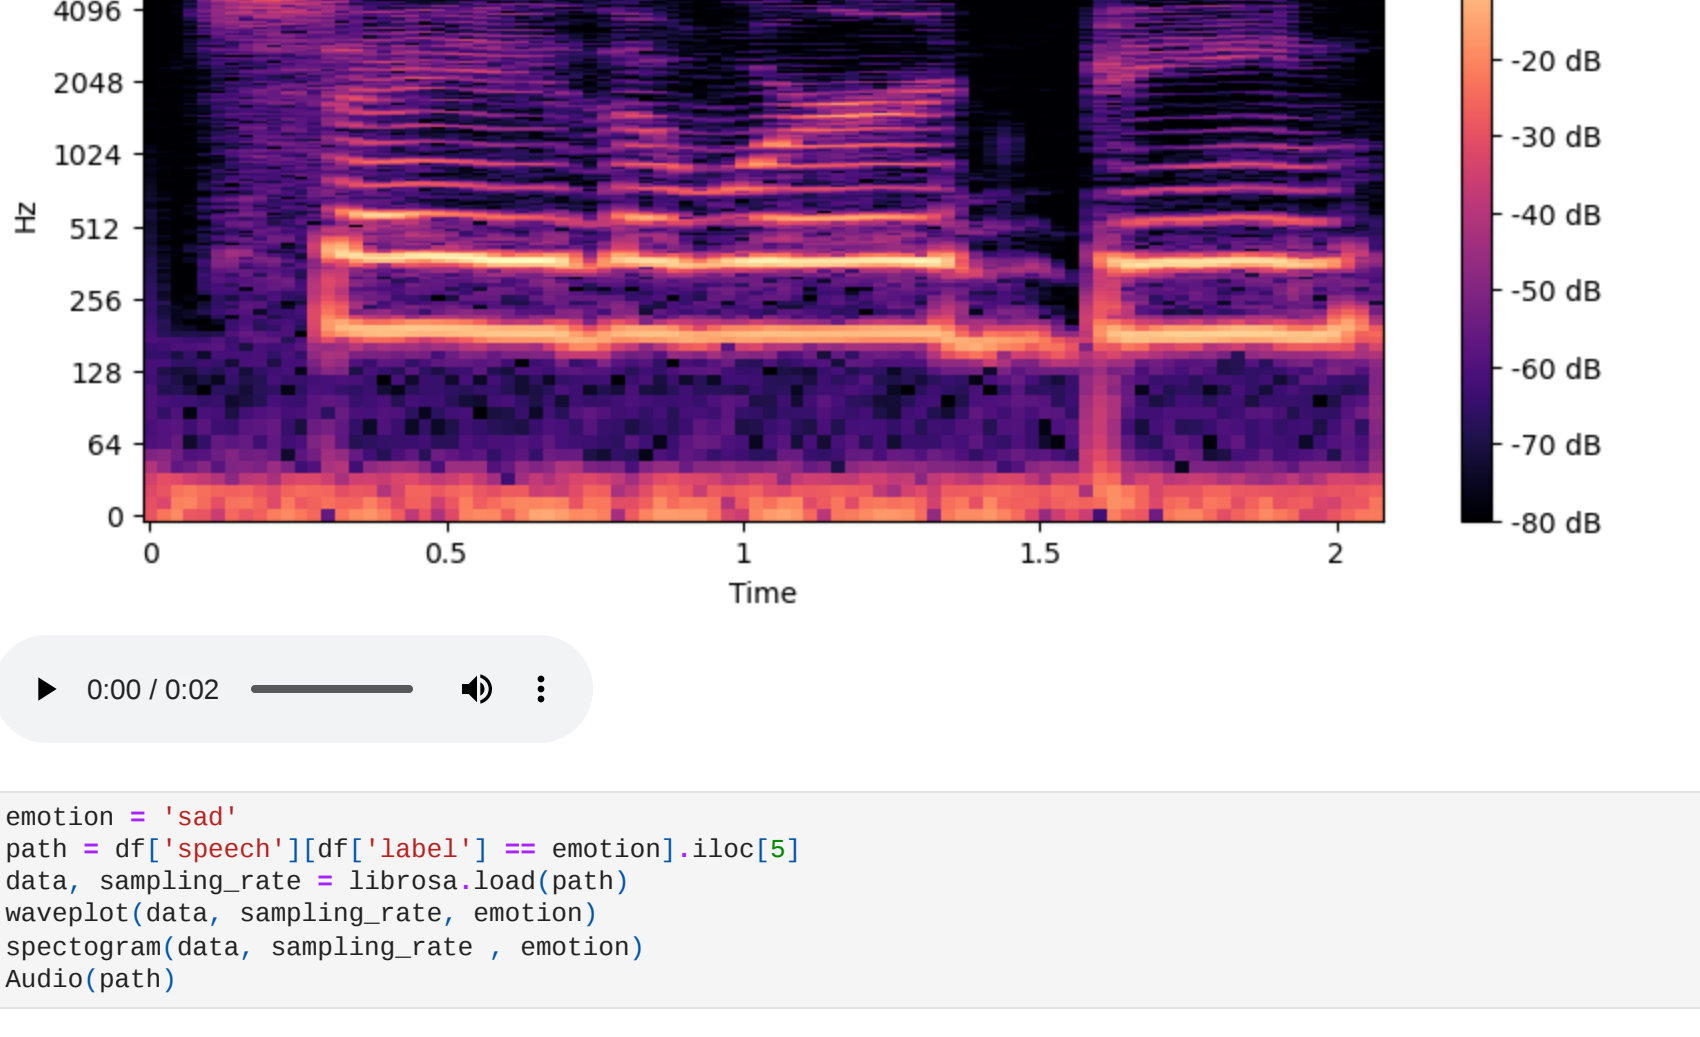 4096
2048
1024
512
256
128
64
0
Hz
0 0.5 1 1.5 2
Time
-20 dB
-30 dB
-40 dB
-50 dB
-60 dB
-70 dB
-80 dB
0:00 / 0:02
emotion = 'sad'
path = df['speech'][df['label'] == emotion].iloc[5]
data, sampling_rate = librosa.load(path)
waveplot(data, sampling_rate, emotion)
spectogram(data, sampling_rate , emotion)
Audio(path)